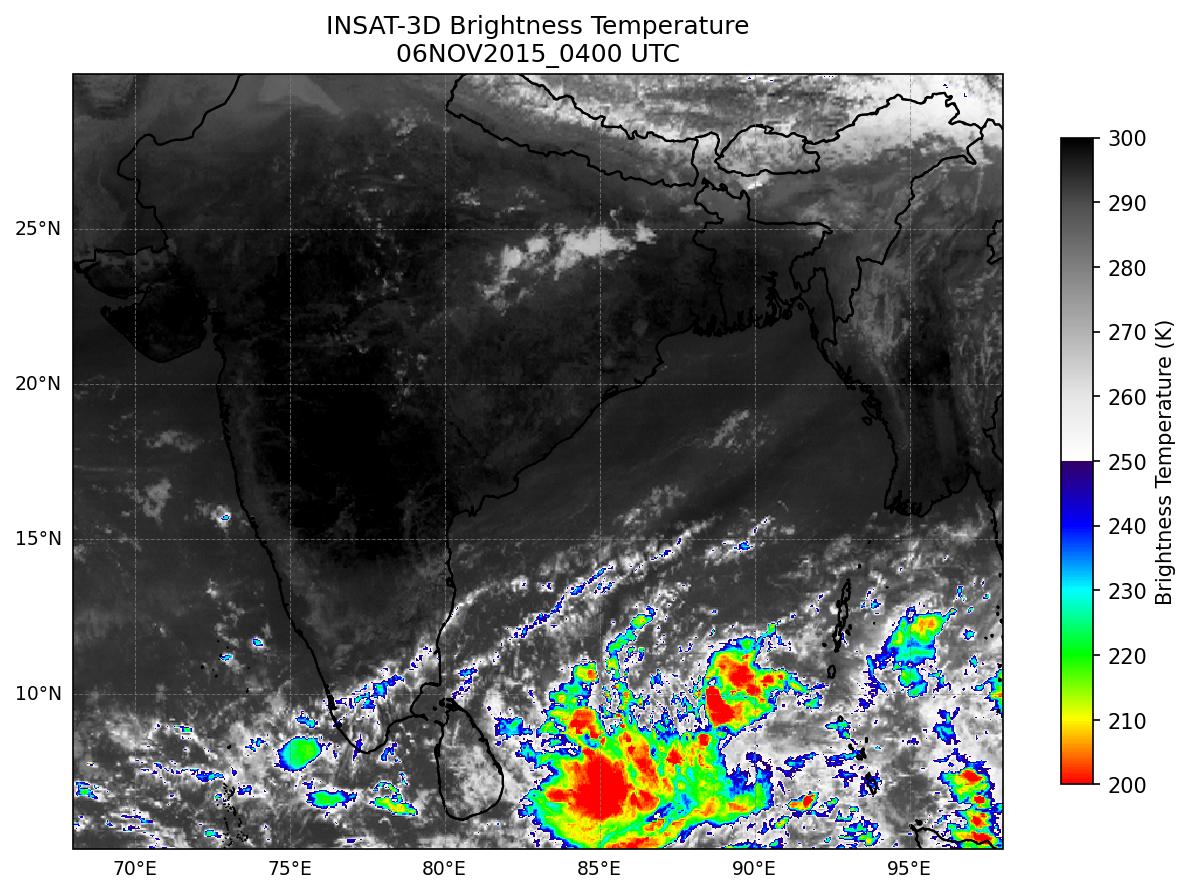 INSAT-3D Brightness Temperature
06NOV2015_0400 UTC
25°N
20°N
15°N
10°N
70°E
75°E
80°E
85°E
90°E
95°E
300
290
280
270
260
250
240
230
220
210
200
Brightness Temperature (K)